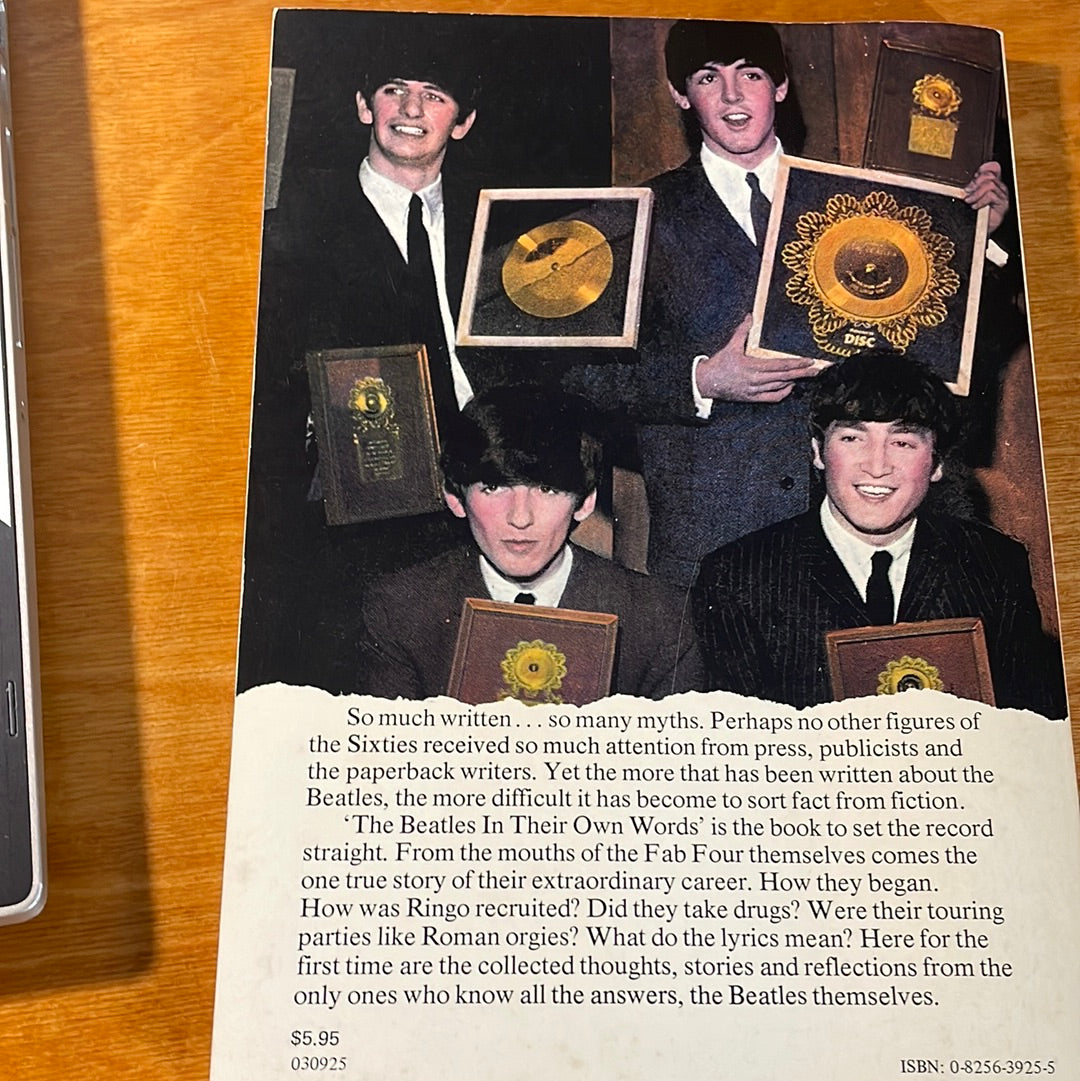 DISC
So much written . . . so many myths. Perhaps no other figures of
the Sixties received so much attention from press, publicists and
the paperback writers. Yet the more that has been written about the
Beatles, the more difficult it has become to sort fact from fiction.
‘The Beatles In Their Own Words’ is the book to set the record
straight. From the mouths of the Fab Four themselves comes the
one true story of their extraordinary career. How they began.
How was Ringo recruited? Did they take drugs? Were their touring
parties like Roman orgies? What do the lyrics mean? Here for the
first time are the collected thoughts, stories and reflections from the
only ones who know all the answers, the Beatles themselves.
$5.95
030925
ISBN: 0-8256-3925-5